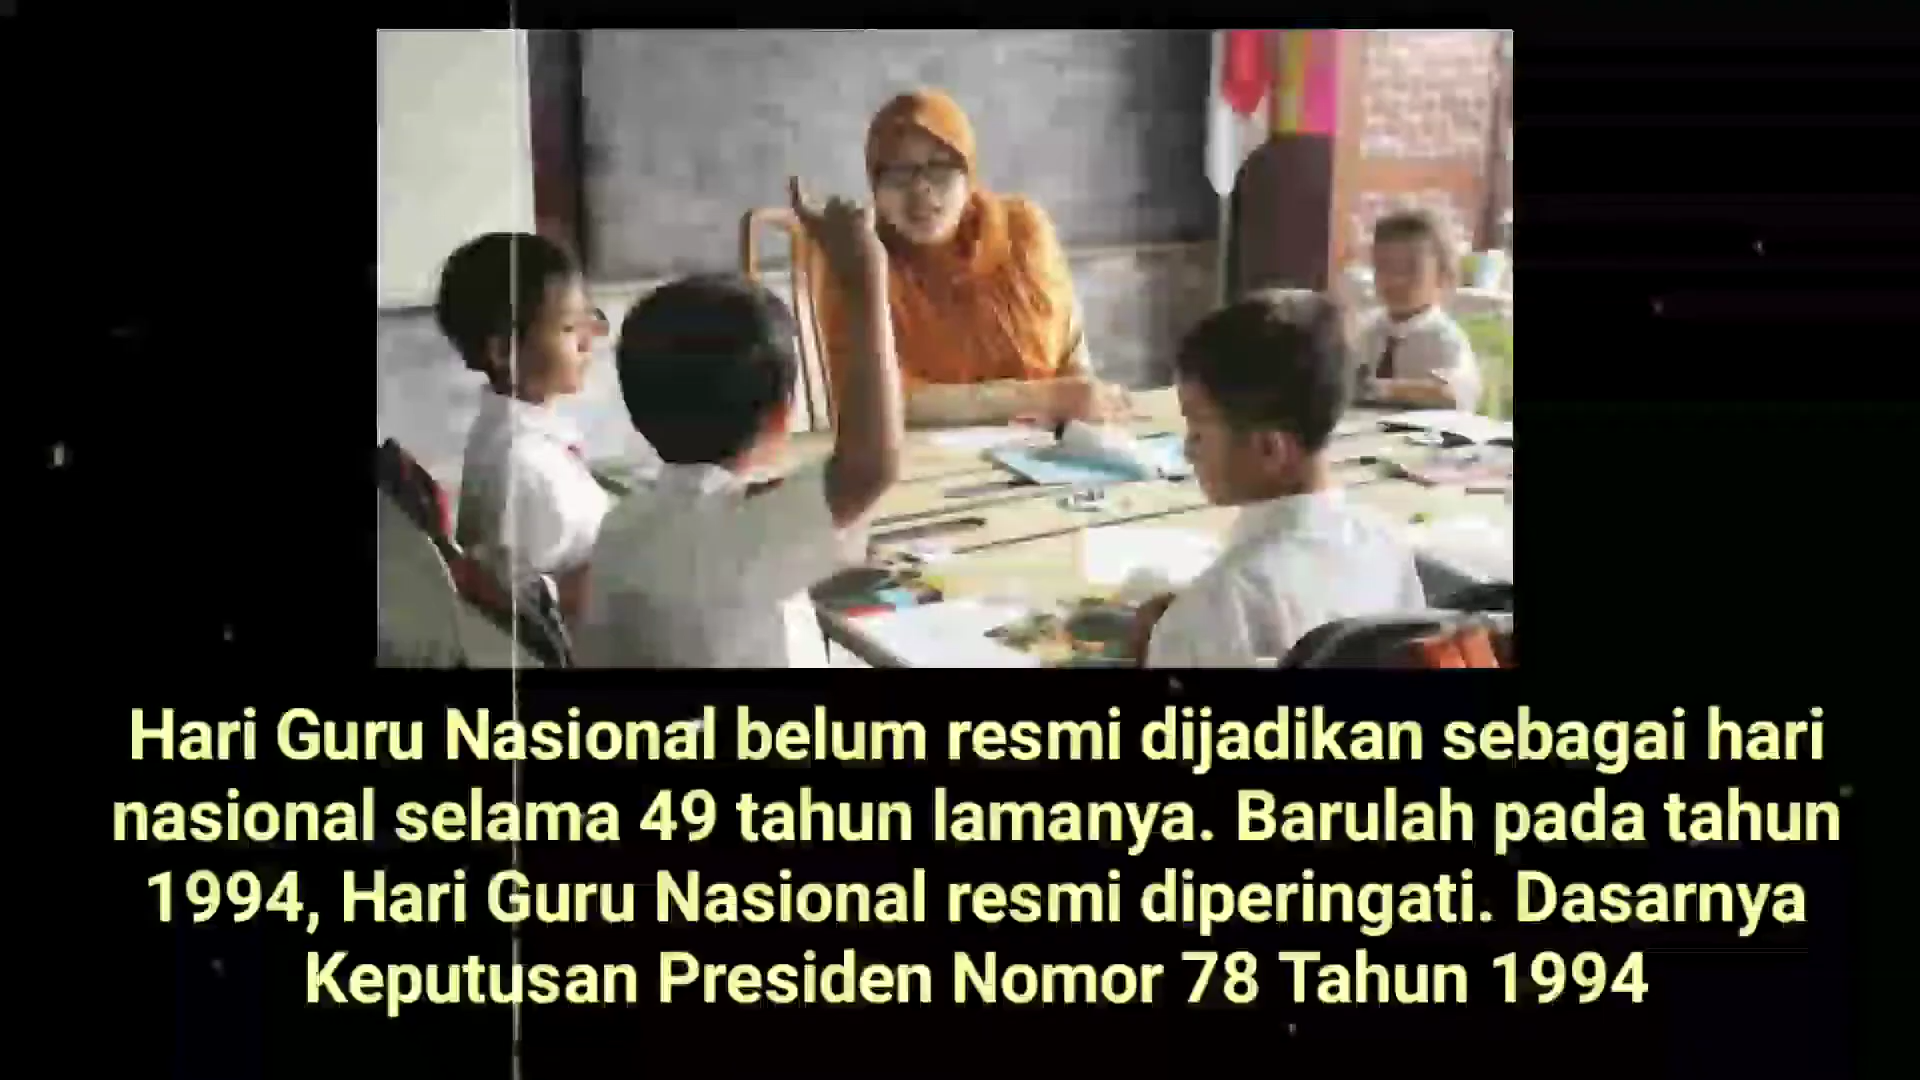 Hari Guru Nasional belum resmi dijadikan sebagai hari
nasional selama 49 tahun lamanya. Barulah pada tahun
1994, Hari Guru Nasional resmi diperingati. Dasarnya
Keputusan Presiden Nomor 78 Tahun 1994